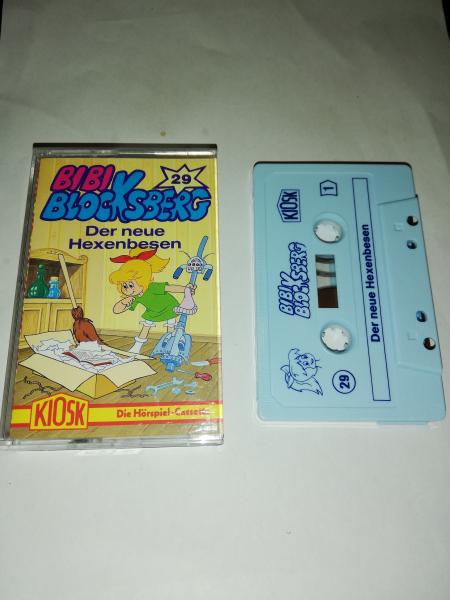 BIBI
BLOCKSBERG
29
Der neue
Hexenbesen
KIOSK
Die Hörspiel-Cassette
KIOSK
1
BIBI
BLOCKSBERG
Der neue Hexenbesen
29